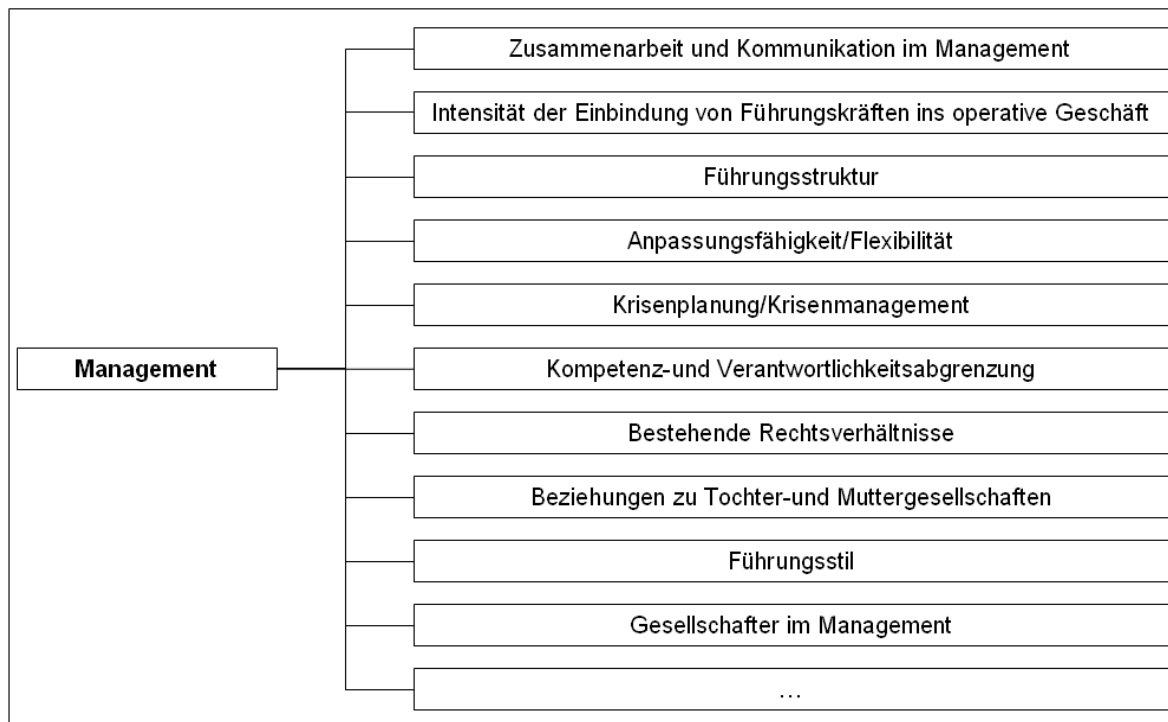 Zusammenarbeit und Kommunikation im Management
Intensität der Einbindung von Führungskräften ins operative Geschäft
Führungsstruktur
Anpassungsfähigkeit/Flexibilität
Krisenplanung/Krisenmanagement
Management
Kompetenz-und Verantwortlichkeitsabgrenzung
Bestehende Rechtsverhältnisse
Beziehungen zu Tochter-und Muttergesellschaften
Führungsstil
Gesellschafter im Management
…